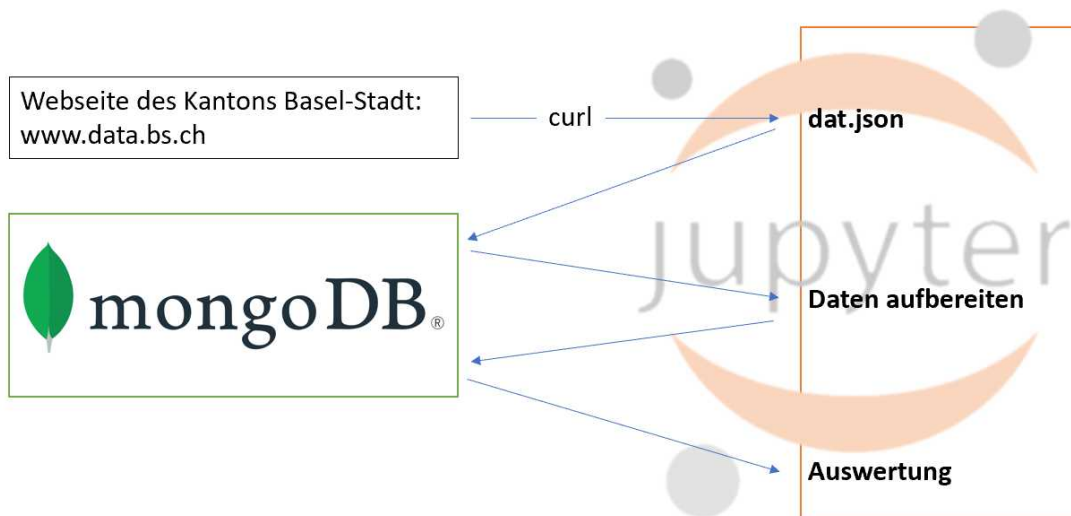 Webseite des Kantons Basel-Stadt:
www.data.bs.ch
curl
dat.json
jupyter
mongoDB®
Daten aufbereiten
Auswertung